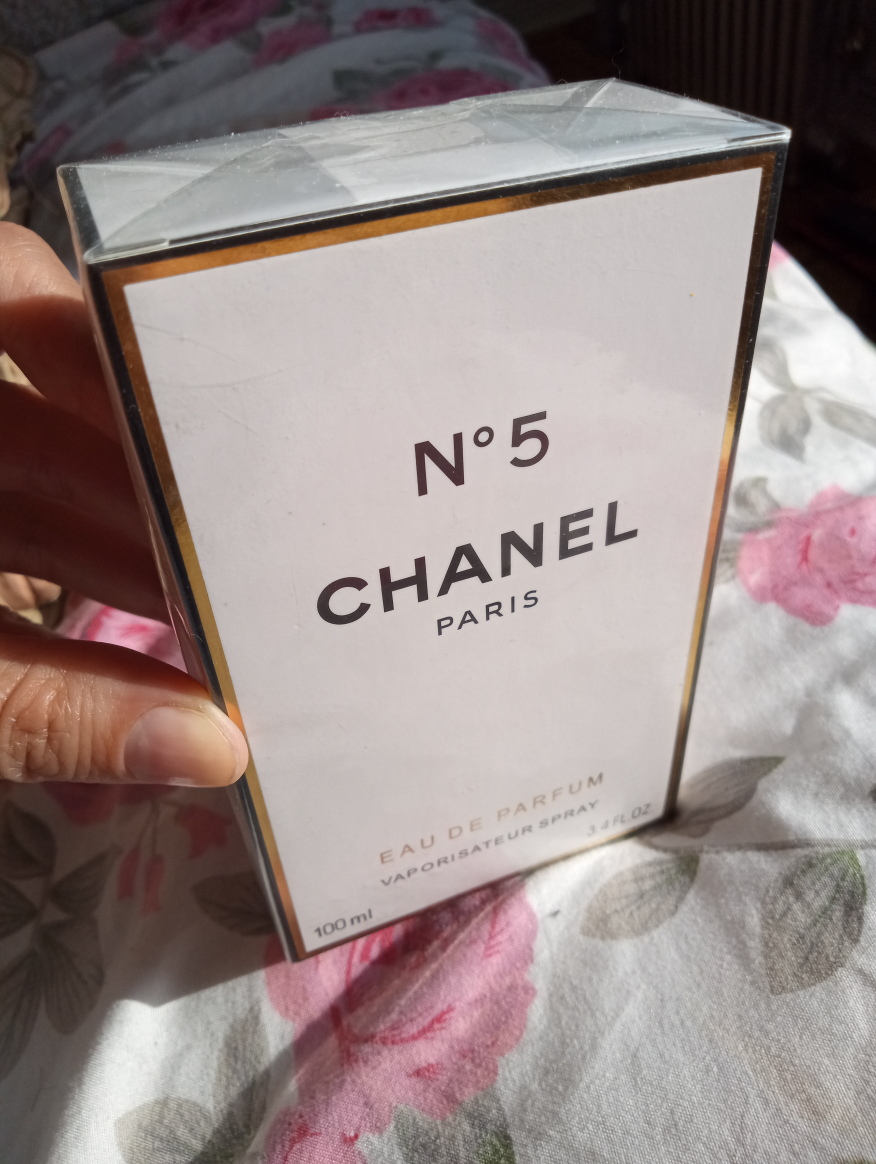 N°5
CHANEL
PARIS
EAU DE PARFUM
VAPORISATEUR SPRAY
100 ml 3.4 FL.OZ.